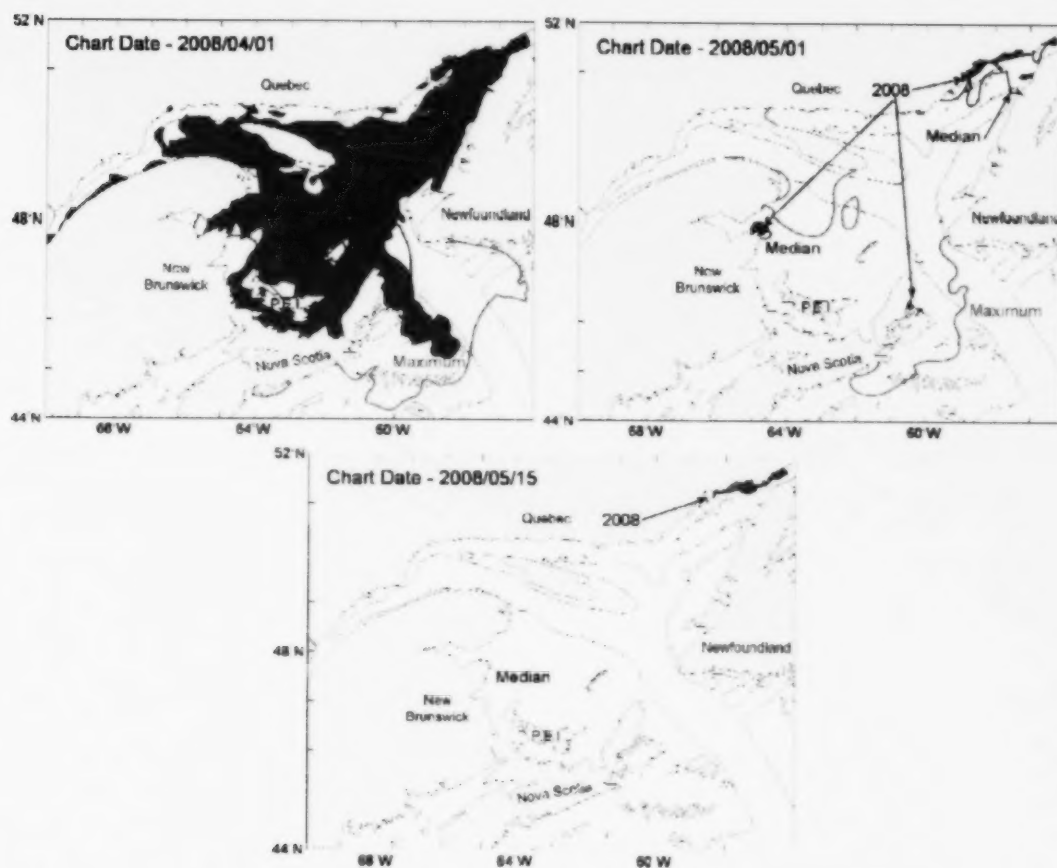 52 N
Chart Date - 2008/04/01
Quebec
48 N
Newfoundland
New
Brunswick
P.E.I.
Nova Scotia
Maximum
44 N
68 W
64 W
60 W
52 N
Chart Date - 2008/05/01
Quebec
2008
Median
48 N
Newfoundland
Median
New
Brunswick
P.E.I.
Maximum
Nova Scotia
44 N
68 W
64 W
60 W
52 N
Chart Date - 2008/05/15
Quebec
2008
48 N
Newfoundland
Median
New
Brunswick
P.E.I.
Nova Scotia
44 N
68 W
64 W
60 W